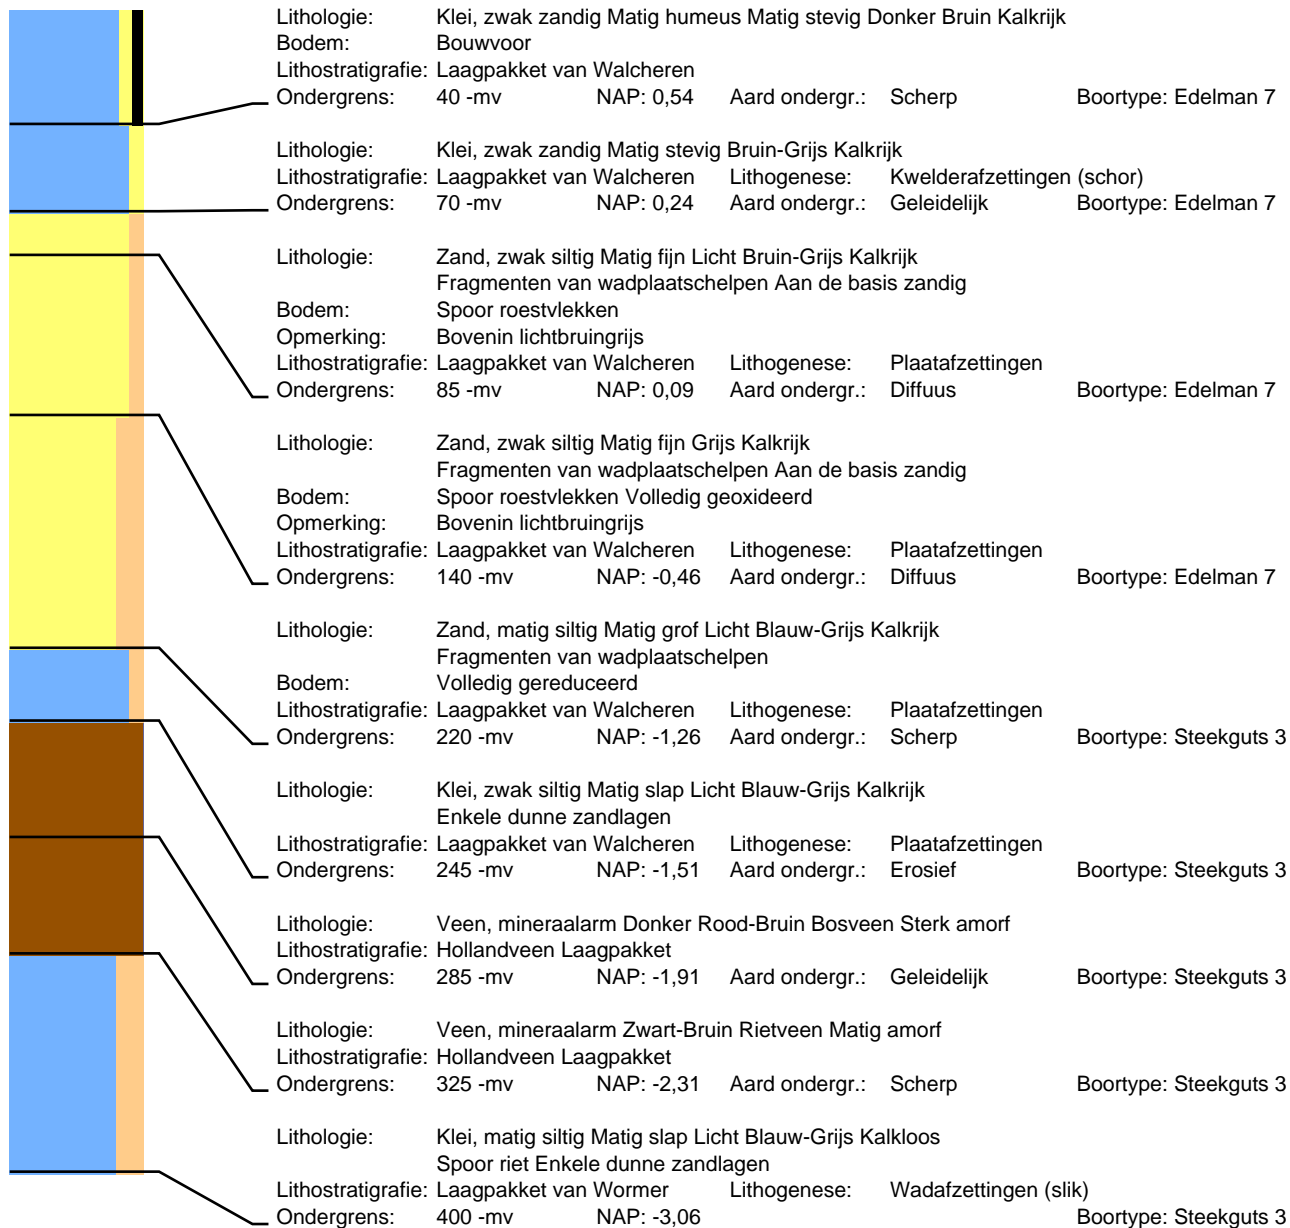 Lithologie: Klei, zwak zandig Matig humeus Matig stevig Donker Bruin Kalkrijk
Bodem: Bouwvoor
Lithostratigrafie: Laagpakket van Walcheren
Ondergrens: 40 -mv NAP: 0,54 Aard ondergr.: Scherp Boortype: Edelman 7
Lithologie: Klei, zwak zandig Matig stevig Bruin-Grijs Kalkrijk
Lithostratigrafie: Laagpakket van Walcheren Lithogenese: Kwelderafzettingen (schor)
Ondergrens: 70 -mv NAP: 0,24 Aard ondergr.: Geleidelijk Boortype: Edelman 7
Lithologie: Zand, zwak siltig Matig fijn Licht Bruin-Grijs Kalkrijk
Fragmenten van wadplaatschelpen Aan de basis zandig
Bodem: Spoor roestvlekken
Opmerking: Bovenin lichtbruingrijs
Lithostratigrafie: Laagpakket van Walcheren Lithogenese: Plaatafzettingen
Ondergrens: 85 -mv NAP: 0,09 Aard ondergr.: Diffuus Boortype: Edelman 7
Lithologie: Zand, zwak siltig Matig fijn Grijs Kalkrijk
Fragmenten van wadplaatschelpen Aan de basis zandig
Bodem: Spoor roestvlekken Volledig geoxideerd
Opmerking: Bovenin lichtbruingrijs
Lithostratigrafie: Laagpakket van Walcheren Lithogenese: Plaatafzettingen
Ondergrens: 140 -mv NAP: -0,46 Aard ondergr.: Diffuus Boortype: Edelman 7
Lithologie: Zand, matig siltig Matig grof Licht Blauw-Grijs Kalkrijk
Fragmenten van wadplaatschelpen
Bodem: Volledig gereduceerd
Lithostratigrafie: Laagpakket van Walcheren Lithogenese: Plaatafzettingen
Ondergrens: 220 -mv NAP: -1,26 Aard ondergr.: Scherp Boortype: Steekguts 3
Lithologie: Klei, zwak siltig Matig slap Licht Blauw-Grijs Kalkrijk
Enkele dunne zandlagen
Lithostratigrafie: Laagpakket van Walcheren Lithogenese: Plaatafzettingen
Ondergrens: 245 -mv NAP: -1,51 Aard ondergr.: Erosief Boortype: Steekguts 3
Lithologie: Veen, mineraalarm Donker Rood-Bruin Bosveen Sterk amorf
Lithostratigrafie: Hollandveen Laagpakket
Ondergrens: 285 -mv NAP: -1,91 Aard ondergr.: Geleidelijk Boortype: Steekguts 3
Lithologie: Veen, mineraalarm Zwart-Bruin Rietveen Matig amorf
Lithostratigrafie: Hollandveen Laagpakket
Ondergrens: 325 -mv NAP: -2,31 Aard ondergr.: Scherp Boortype: Steekguts 3
Lithologie: Klei, matig siltig Matig slap Licht Blauw-Grijs Kalkloos
Spoor riet Enkele dunne zandlagen
Lithostratigrafie: Laagpakket van Wormer Lithogenese: Wadafzettingen (slik)
Ondergrens: 400 -mv NAP: -3,06 Boortype: Steekguts 3